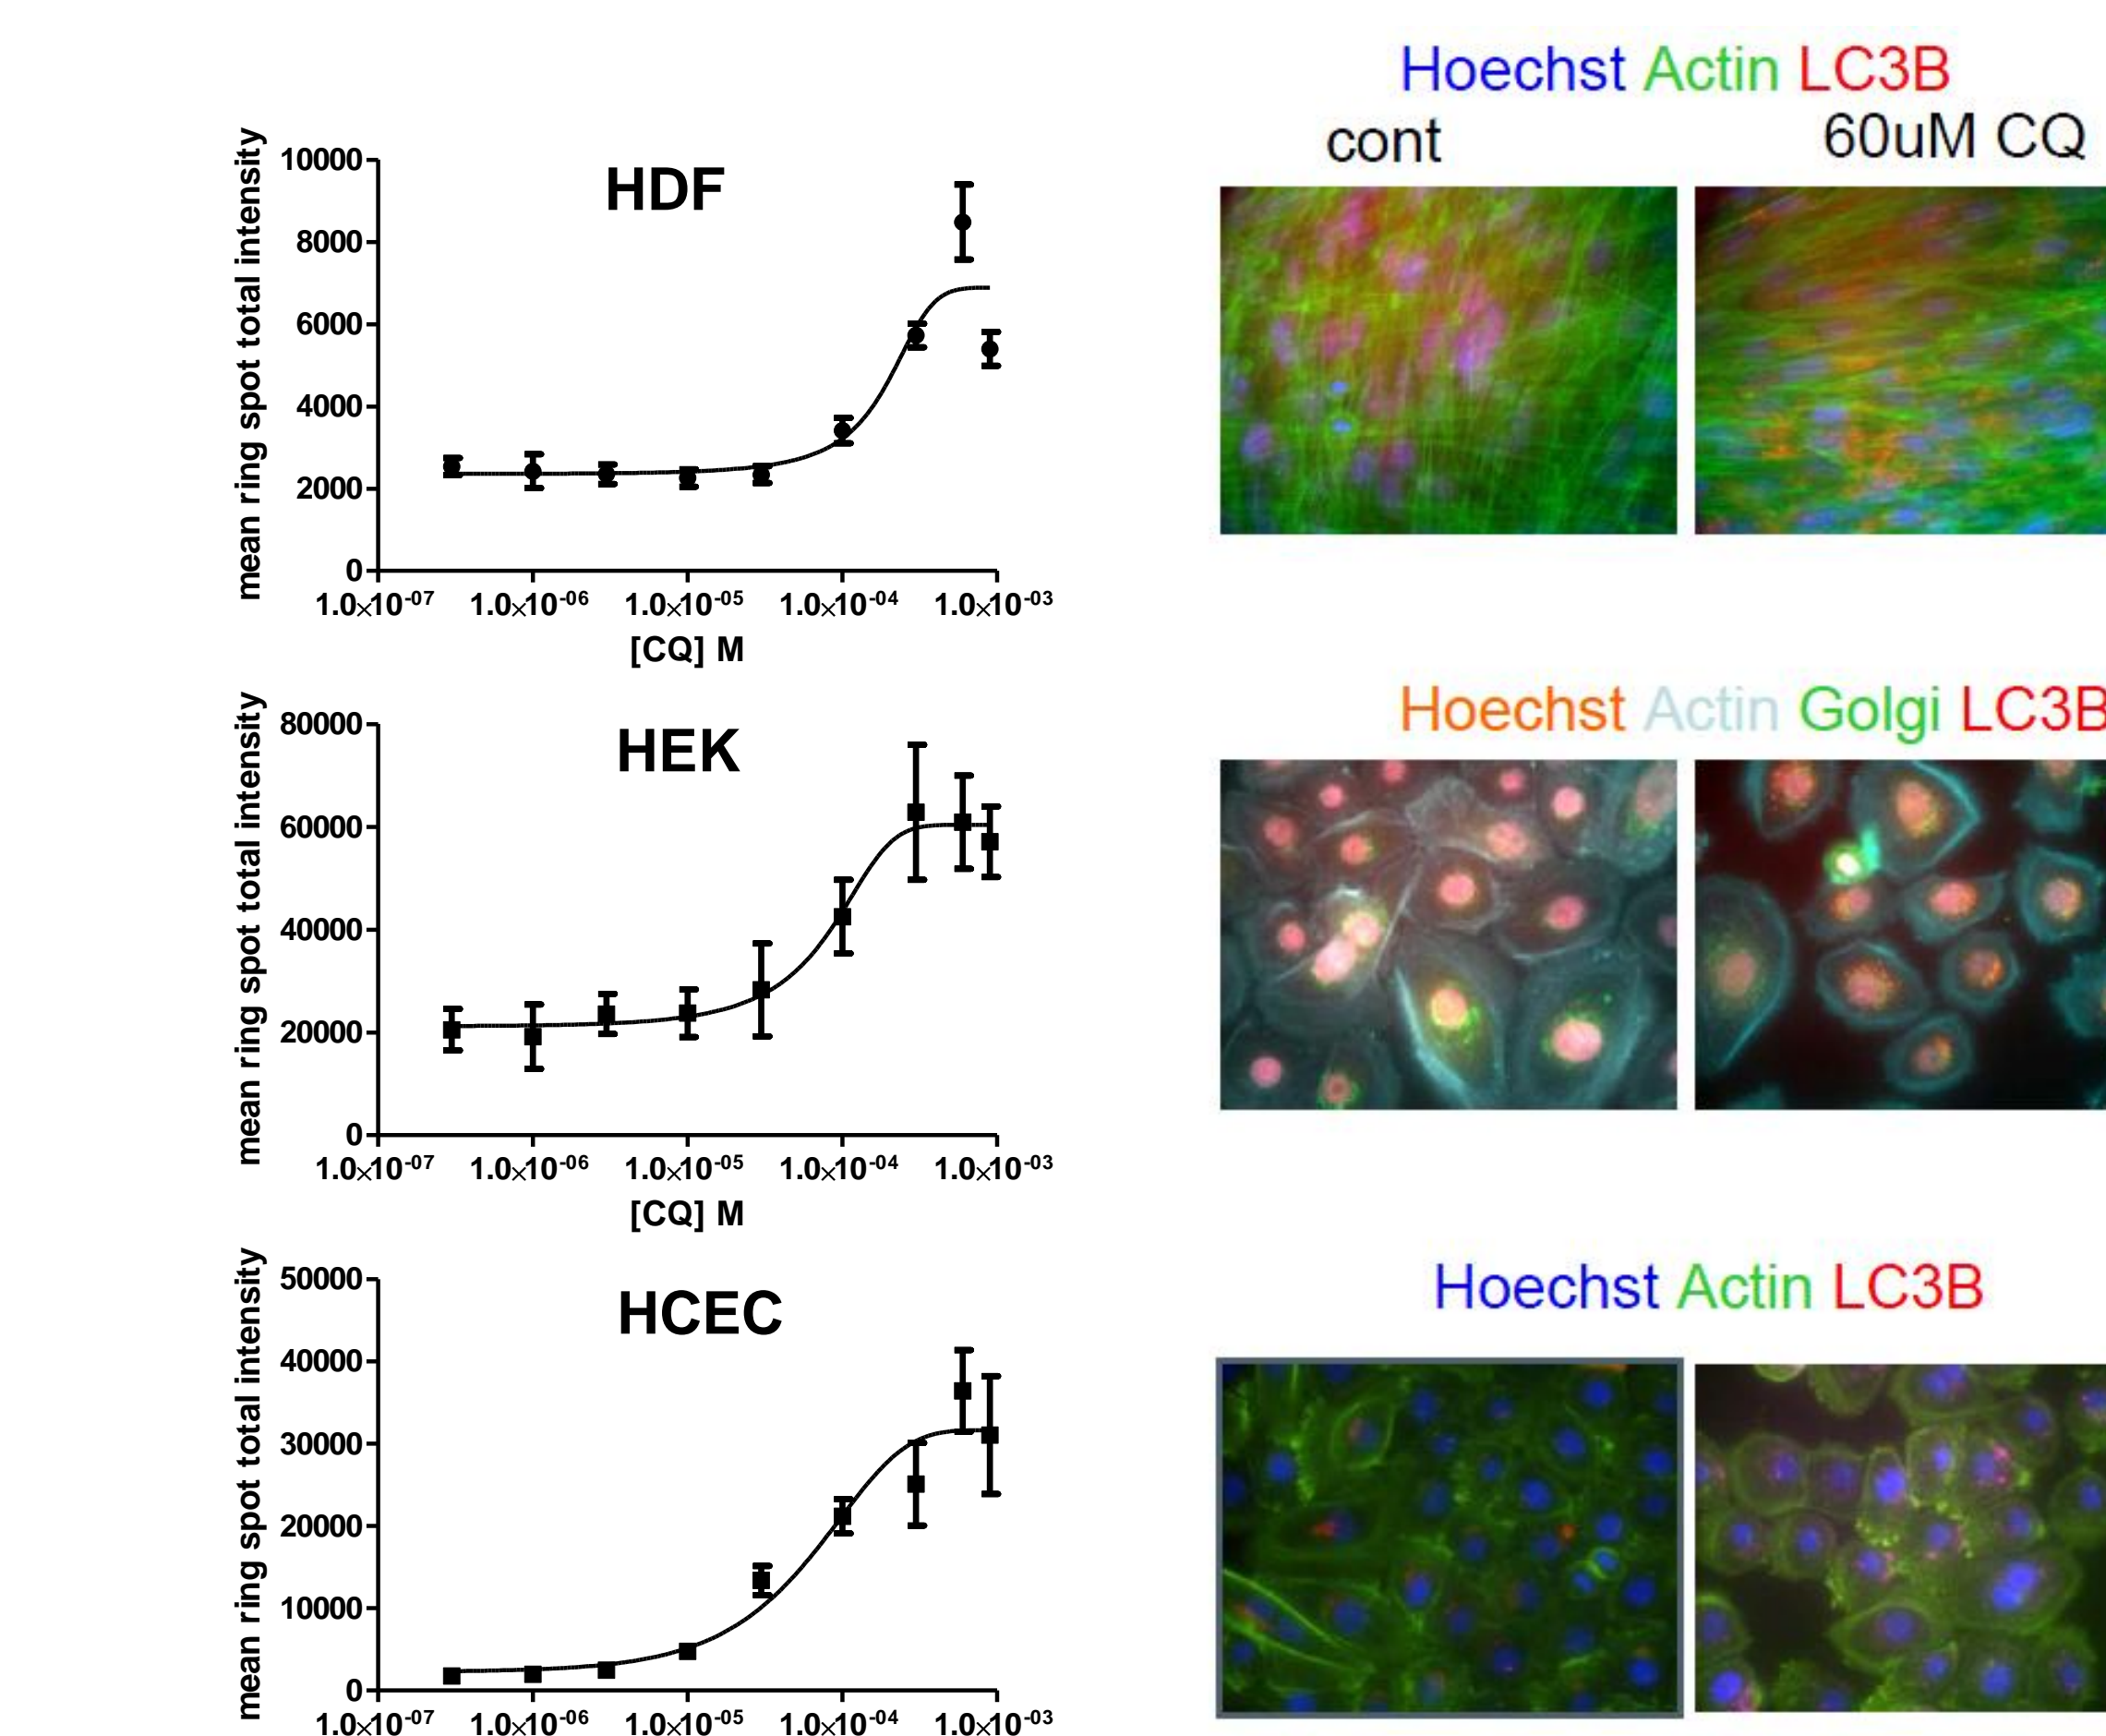 Hoechst Actin LC3B
cont 60uM CQ
HDF
mean ring spot total intensity
10000
8000
6000
4000
2000
0
1.0×10-07 1.0×10-06 1.0×10-05 1.0×10-04 1.0×10-03
[CQ] M
Hoechst Actin Golgi LC3B
HEK
mean ring spot total intensity
80000
60000
40000
20000
0
1.0×10-07 1.0×10-06 1.0×10-05 1.0×10-04 1.0×10-03
[CQ] M
Hoechst Actin LC3B
HCEC
mean ring spot total intensity
50000
40000
30000
20000
10000
0
1.0×10-07 1.0×10-06 1.0×10-05 1.0×10-04 1.0×10-03